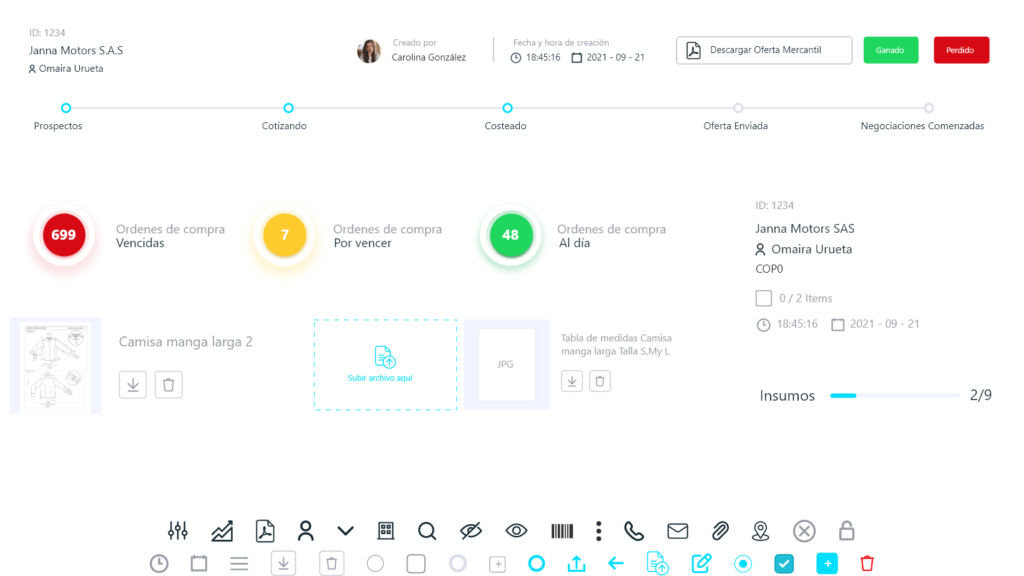 ID: 1234
Janna Motors S.A.S
Omaira Urueta
Creado por
Carolina González
Fecha y hora de creación
18:45:16 2021 - 09 - 21
Descargar Oferta Mercantil
Ganado
Perdido
Prospectos
Cotizando
Costeado
Oferta Enviada
Negociaciones Comenzadas
699
Ordenes de compra
Vencidas
7
Ordenes de compra
Por vencer
48
Ordenes de compra
Al día
ID: 1234
Janna Motors SAS
Omaira Urueta
COP0
0 / 2 Items
18:45:16 2021 - 09 - 21
Camisa manga larga 2
Subir archivo aquí
JPG
Tabla de medidas Camisa
manga larga Talla S,My L
Insumos 2/9